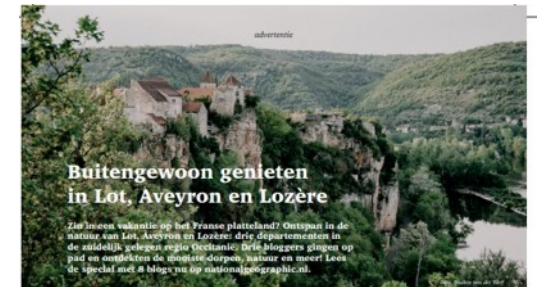 advertentie
Buitengewoon genieten
in Lot, Aveyron en Lozère
Zin in een vakantie op het Franse platteland? Ontspan in de
natuur van Lot, Aveyron en Lozère: drie departementen in
de zuidelijk gelegen regio Occitanie. Drie bloggers gingen op
pad en ontdekten de mooiste dorpen, natuur en meer! Lees
de special met 8 blogs nu op nationalgeographic.nl.